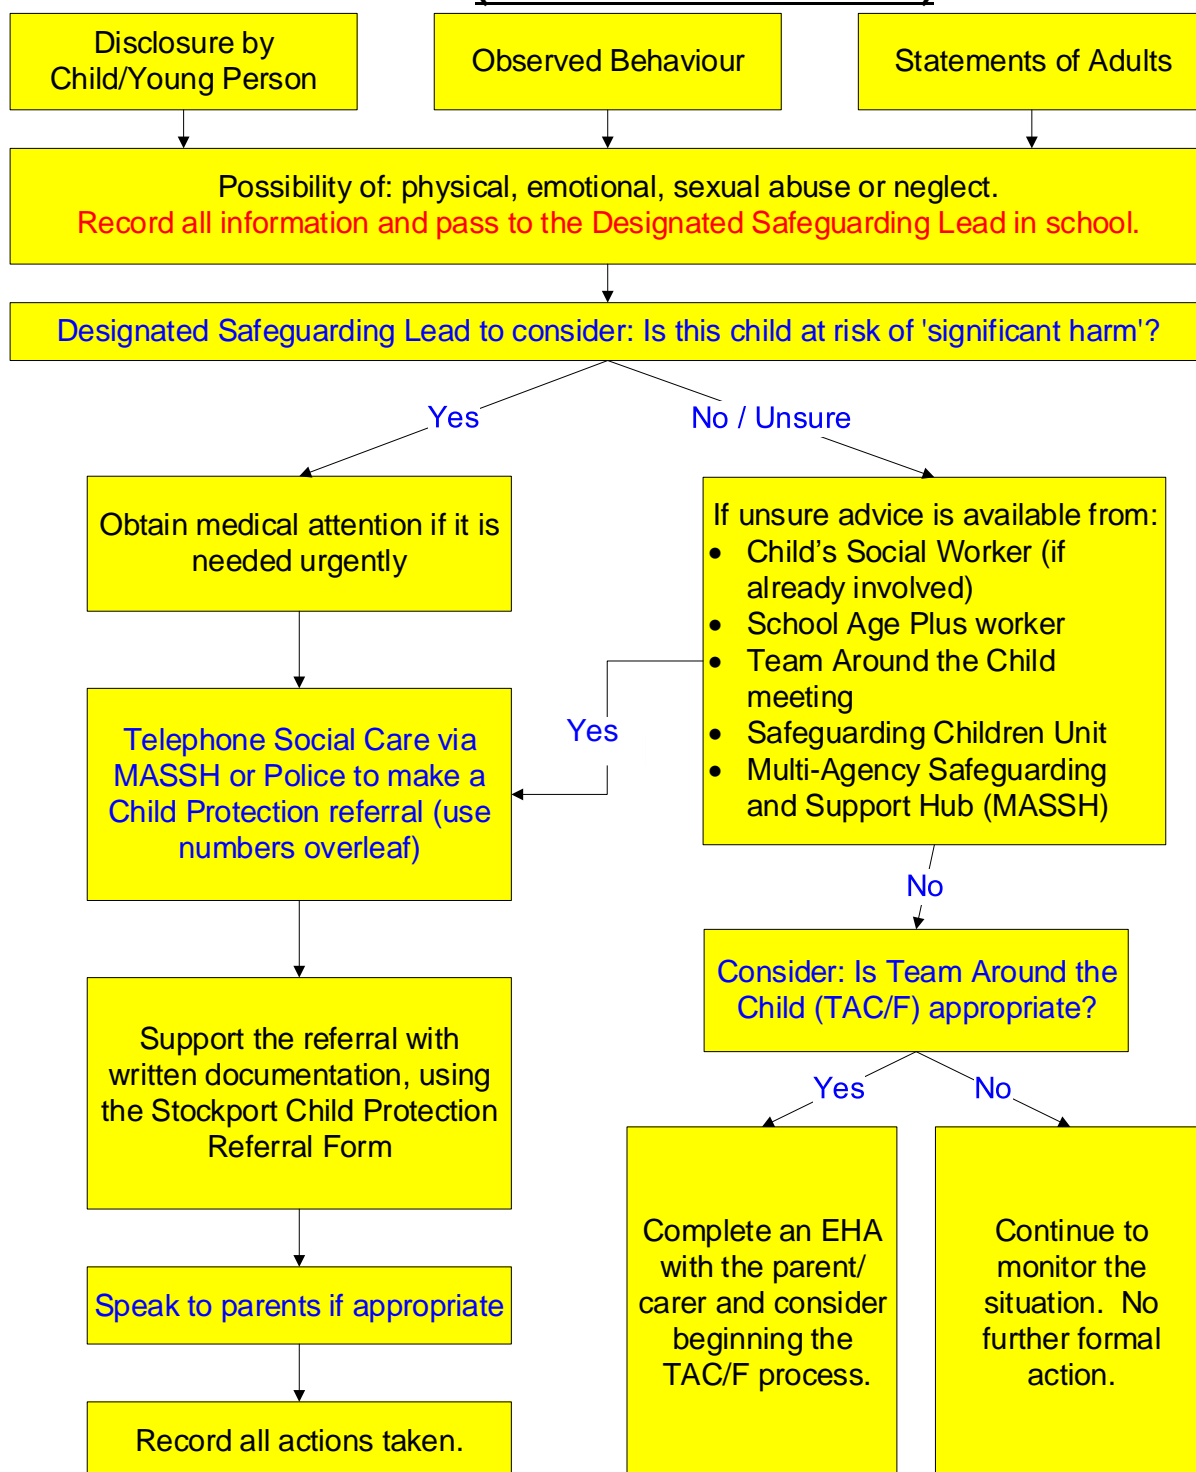 Disclosure by
Child/Young Person
Observed Behaviour
Statements of Adults
Possibility of: physical, emotional, sexual abuse or neglect.
Record all information and pass to the Designated Safeguarding Lead in school.
Designated Safeguarding Lead to consider: Is this child at risk of 'significant harm'?
Yes
No / Unsure
Obtain medical attention if it is
needed urgently
If unsure advice is available from:
• Child’s Social Worker (if
already involved)
• School Age Plus worker
• Team Around the Child
meeting
• Safeguarding Children Unit
• Multi-Agency Safeguarding
and Support Hub (MASSH)
Yes
Telephone Social Care via
MASSH or Police to make a
Child Protection referral (use
numbers overleaf)
No
Consider: Is Team Around the
Child (TAC/F) appropriate?
Support the referral with
written documentation, using
the Stockport Child Protection
Referral Form
Yes
No
Complete an EHA
with the parent/
carer and consider
beginning the
TAC/F process.
Continue to
monitor the
situation. No
further formal
action.
Speak to parents if appropriate
Record all actions taken.